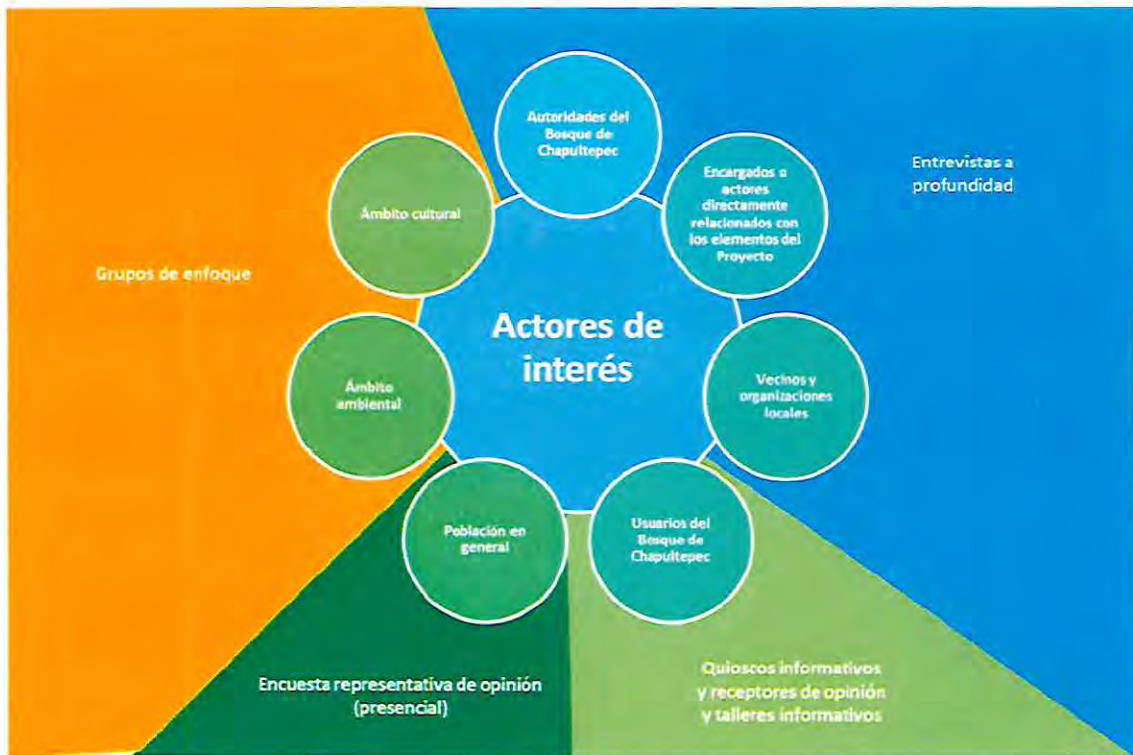 Autoridades del
Bosque de
Chapultepec
Encargados o
actores
directamente
relacionados con
los elementos del
Proyecto
Entrevistas a
profundidad
Ámbito cultural
Grupos de enfoque
Actores de
interés
Ámbito
ambiental
Vecinos y
organizaciones
locales
Población en
general
Usuarios del
Bosque de
Chapultepec
Encuesta representativa de opinión
(presencial)
Quioscos informativos
y receptores de opinión
y talleres informativos